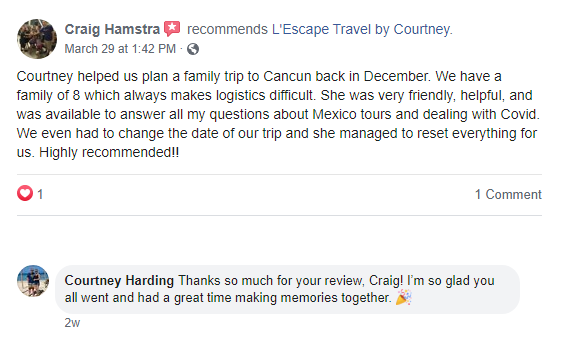 Craig Hamstra recommends L'Escape Travel by Courtney.
March 29 at 1:42 PM ·
Courtney helped us plan a family trip to Cancun back in December. We have a
family of 8 which always makes logistics difficult. She was very friendly, helpful, and
was available to answer all my questions about Mexico tours and dealing with Covid.
We even had to change the date of our trip and she managed to reset everything for
us. Highly recommended!!
1
1 Comment
Courtney Harding Thanks so much for your review, Craig! I'm so glad you
all went and had a great time making memories together. 🎉
2w